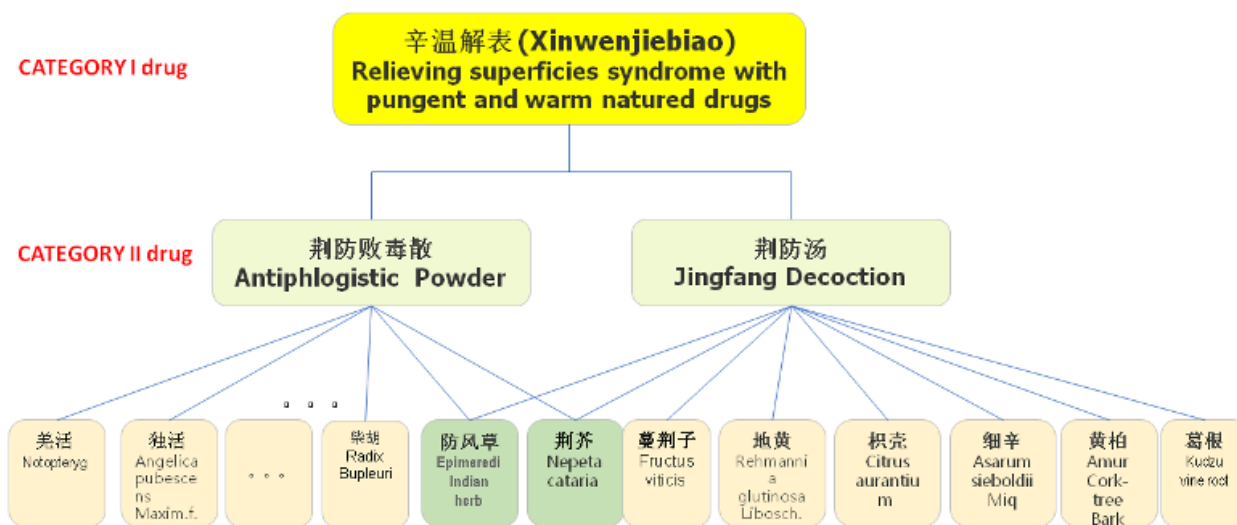 CATEGORY I drug
辛温解表(Xinwenjiebiao)
Relieving superficies syndrome with
pungent and warm natured drugs
CATEGORY II drug
荆防败毒散
Antiphlogistic Powder
荆防汤
Jingfang Decoction
. . .
羌活
Notopteryg
独活
Angelica
pubescens
ns
Maxim.f.
。。。
柴胡
Radix
Bupleuri
防风草
Epimeredi
Indian
herb
荆芥
Nepeta
cataria
蔓荆子
Fructus
viticis
地黄
Rehmanni
a
glutinosa
Libosch.
枳壳
Citrus
aurantiu
m
细辛
Asarum
sieboldii
Miq
黄柏
Amur
Cork-
tree
Bark
葛根
Kudzu
vine root